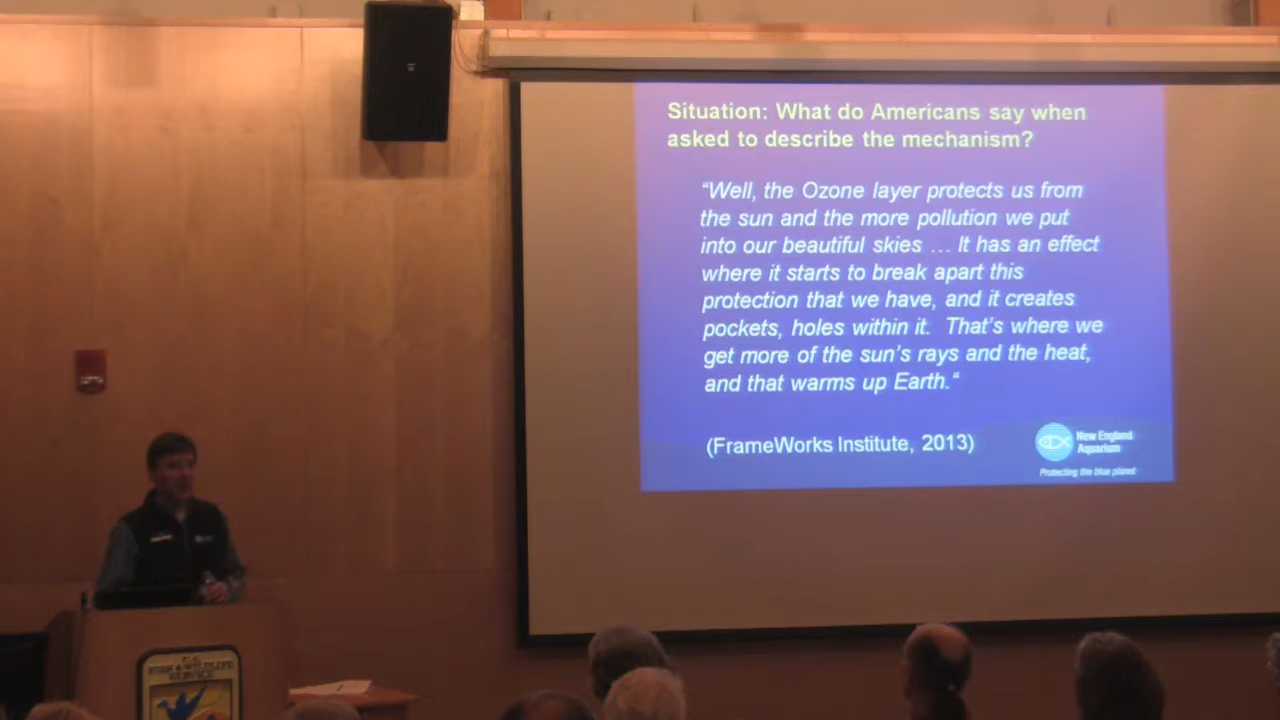 Situation: What do Americans say when
asked to describe the mechanism?
“Well, the Ozone layer protects us from
the sun and the more pollution we put
into our beautiful skies … It has an effect
where it starts to break apart this
protection that we have, and it creates
pockets, holes within it.  That’s where we
get more of the sun’s rays and the heat,
and that warms up Earth.“
(FrameWorks Institute, 2013)
New England
Aquarium
Protecting the blue planet
FISH & WILDLIFE
SERVICE